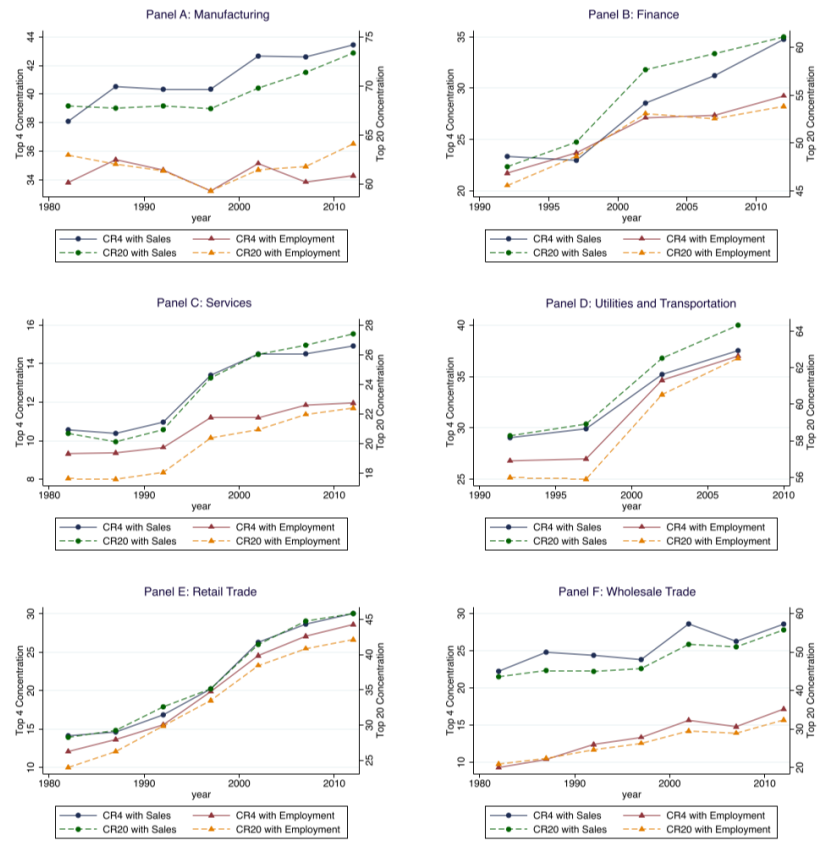 Panel A: Manufacturing
Top 4 Concentration
34 36 38 40 42 44
Top 20 Concentration
60 65 70 75
1980 1990 2000 2010
year
CR4 with Sales CR4 with Employment
CR20 with Sales CR20 with Employment
Panel B: Finance
Top 4 Concentration
20 25 30 35
Top 20 Concentration
45 50 55 60
1990 1995 2000 2005 2010
year
CR4 with Sales CR4 with Employment
CR20 with Sales CR20 with Employment
Panel C: Services
Top 4 Concentration
8 10 12 14 16
Top 20 Concentration
18 20 22 24 26 28
1980 1990 2000 2010
year
CR4 with Sales CR4 with Employment
CR20 with Sales CR20 with Employment
Panel D: Utilities and Transportation
Top 4 Concentration
25 30 35 40
Top 20 Concentration
56 58 60 62 64
1990 1995 2000 2005 2010
year
CR4 with Sales CR4 with Employment
CR20 with Sales CR20 with Employment
Panel E: Retail Trade
Top 4 Concentration
10 15 20 25 30
Top 20 Concentration
25 30 35 40 45
1980 1990 2000 2010
year
CR4 with Sales CR4 with Employment
CR20 with Sales CR20 with Employment
Panel F: Wholesale Trade
Top 4 Concentration
10 15 20 25 30
Top 20 Concentration
20 30 40 50 60
1980 1990 2000 2010
year
CR4 with Sales CR4 with Employment
CR20 with Sales CR20 with Employment